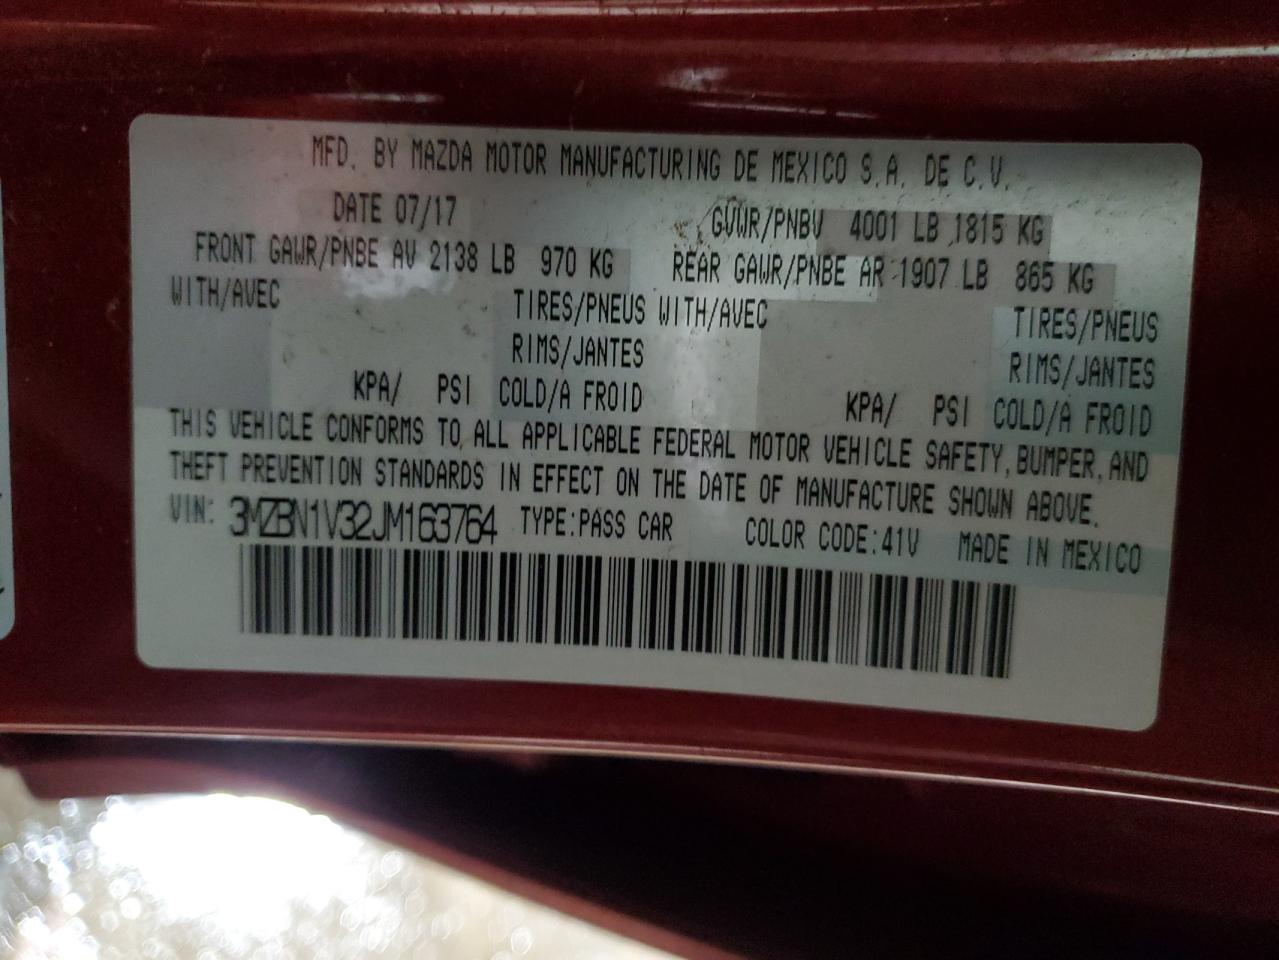 MFD. BY MAZDA MOTOR MANUFACTURING DE MEXICO S.A. DE C.V.
DATE 07/17 GVWR/PNBV 4001 LB 1815 KG
FRONT GAWR/PNBE AV 2138 LB 970 KG REAR GAWR/PNBE AR 1907 LB 865 KG
WITH/AVEC TIRES/PNEUS WITH/AVEC TIRES/PNEUS
RIMS/JANTES RIMS/JANTES
KPA/ PSI COLD/A FROID KPA/ PSI COLD/A FROID
THIS VEHICLE CONFORMS TO ALL APPLICABLE FEDERAL MOTOR VEHICLE SAFETY, BUMPER, AND
THEFT PREVENTION STANDARDS IN EFFECT ON THE DATE OF MANUFACTURE SHOWN ABOVE.
VIN: 3MZBN1V32JM163764 TYPE:PASS CAR COLOR CODE:41V MADE IN MEXICO